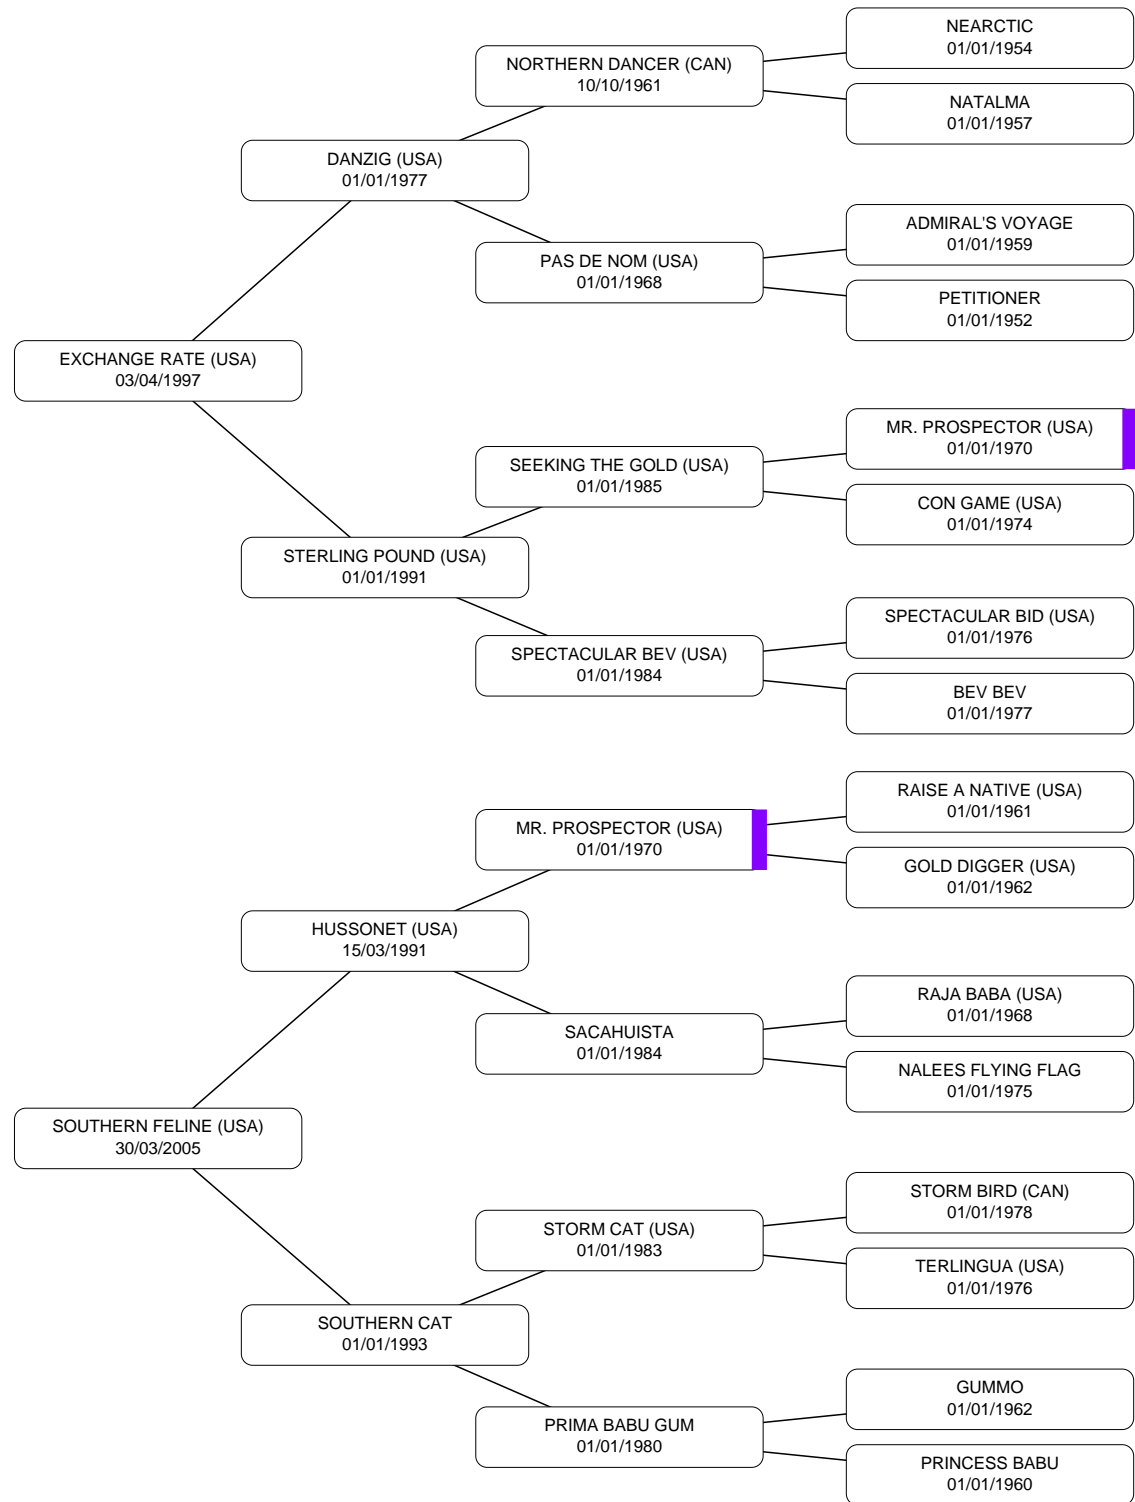 NEARCTIC
01/01/1954
NORTHERN DANCER (CAN)
10/10/1961
NATALMA
01/01/1957
DANZIG (USA)
01/01/1977
ADMIRAL'S VOYAGE
01/01/1959
PAS DE NOM (USA)
01/01/1968
PETITIONER
01/01/1952
EXCHANGE RATE (USA)
03/04/1997
MR. PROSPECTOR (USA)
01/01/1970
SEEKING THE GOLD (USA)
01/01/1985
CON GAME (USA)
01/01/1974
STERLING POUND (USA)
01/01/1991
SPECTACULAR BID (USA)
01/01/1976
SPECTACULAR BEV (USA)
01/01/1984
BEV BEV
01/01/1977
RAISE A NATIVE (USA)
01/01/1961
MR. PROSPECTOR (USA)
01/01/1970
GOLD DIGGER (USA)
01/01/1962
HUSSONET (USA)
15/03/1991
RAJA BABA (USA)
01/01/1968
SACAHUISTA
01/01/1984
NALEES FLYING FLAG
01/01/1975
SOUTHERN FELINE (USA)
30/03/2005
STORM BIRD (CAN)
01/01/1978
STORM CAT (USA)
01/01/1983
TERLINGUA (USA)
01/01/1976
SOUTHERN CAT
01/01/1993
GUMMO
01/01/1962
PRIMA BABU GUM
01/01/1980
PRINCESS BABU
01/01/1960